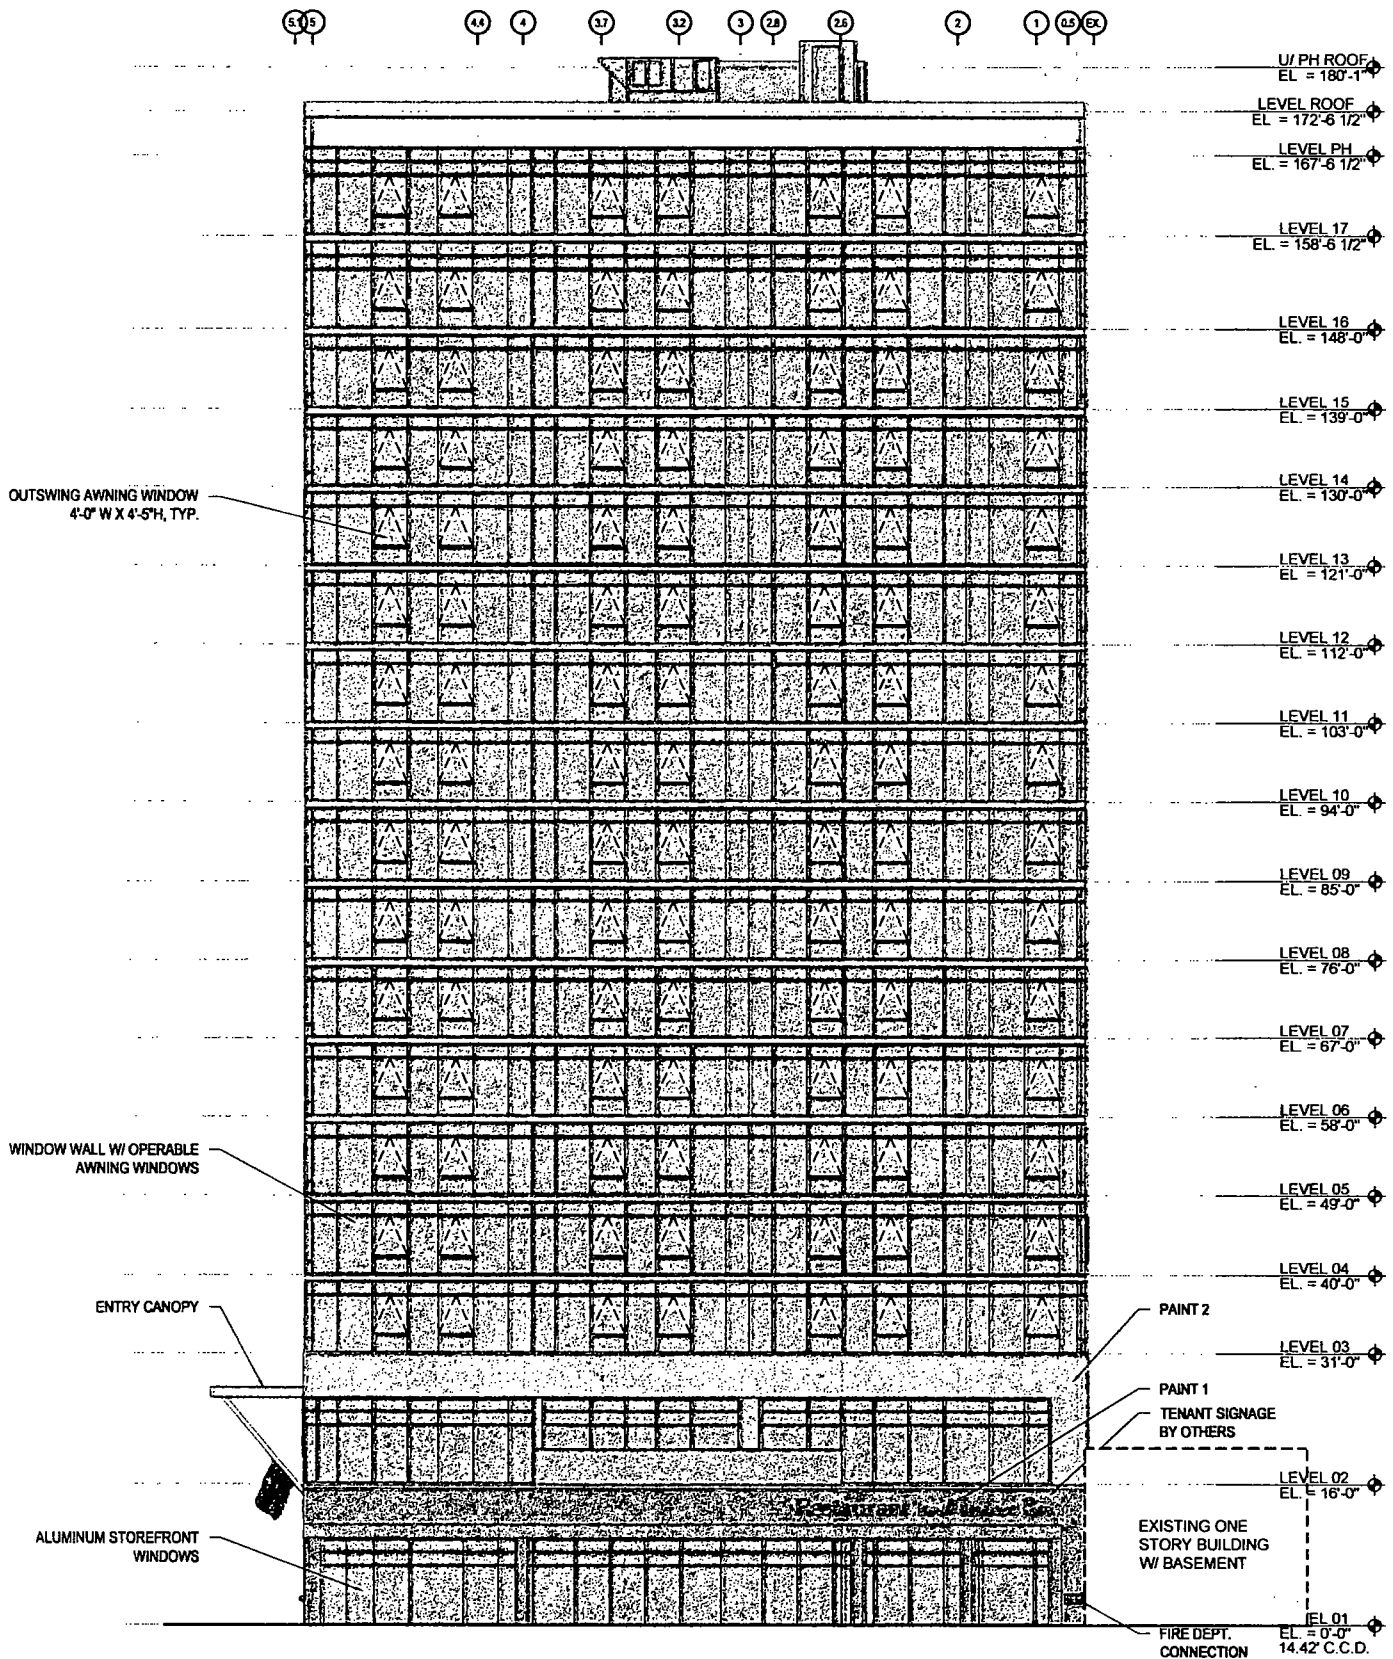 5.1 5 4.4 4 3.7 3.2 3 2.8 2.6 2 1 0.5 EX.
U/ PH ROOF
EL = 180'-1"
LEVEL ROOF
EL = 172'-6 1/2"
LEVEL PH
EL. = 167'-6 1/2"
LEVEL 17
EL. = 158'-6 1/2"
LEVEL 16
EL. = 148'-0"
LEVEL 15
EL. = 139'-0"
OUTSWING AWNING WINDOW
4'-0" W X 4'-5"H, TYP.
LEVEL 14
EL. = 130'-0"
LEVEL 13
EL = 121'-0"
LEVEL 12
EL. = 112'-0"
LEVEL 11
EL. = 103'-0"
LEVEL 10
EL. = 94'-0"
LEVEL 09
EL. = 85'-0"
LEVEL 08
EL. = 76'-0"
LEVEL 07
EL. = 67'-0"
LEVEL 06
EL. = 58'-0"
WINDOW WALL W/ OPERABLE
AWNING WINDOWS
LEVEL 05
EL. = 49'-0"
LEVEL 04
EL. = 40'-0"
ENTRY CANOPY
PAINT 2
LEVEL 03
EL. = 31'-0"
PAINT 1
TENANT SIGNAGE
BY OTHERS
LEVEL 02
EL. = 16'-0"
Restaurant
ALUMINUM STOREFRONT
WINDOWS
EXISTING ONE
STORY BUILDING
W/ BASEMENT
FIRE DEPT.
CONNECTION
EL 01
EL. = 0'-0"
14.42' C.C.D.